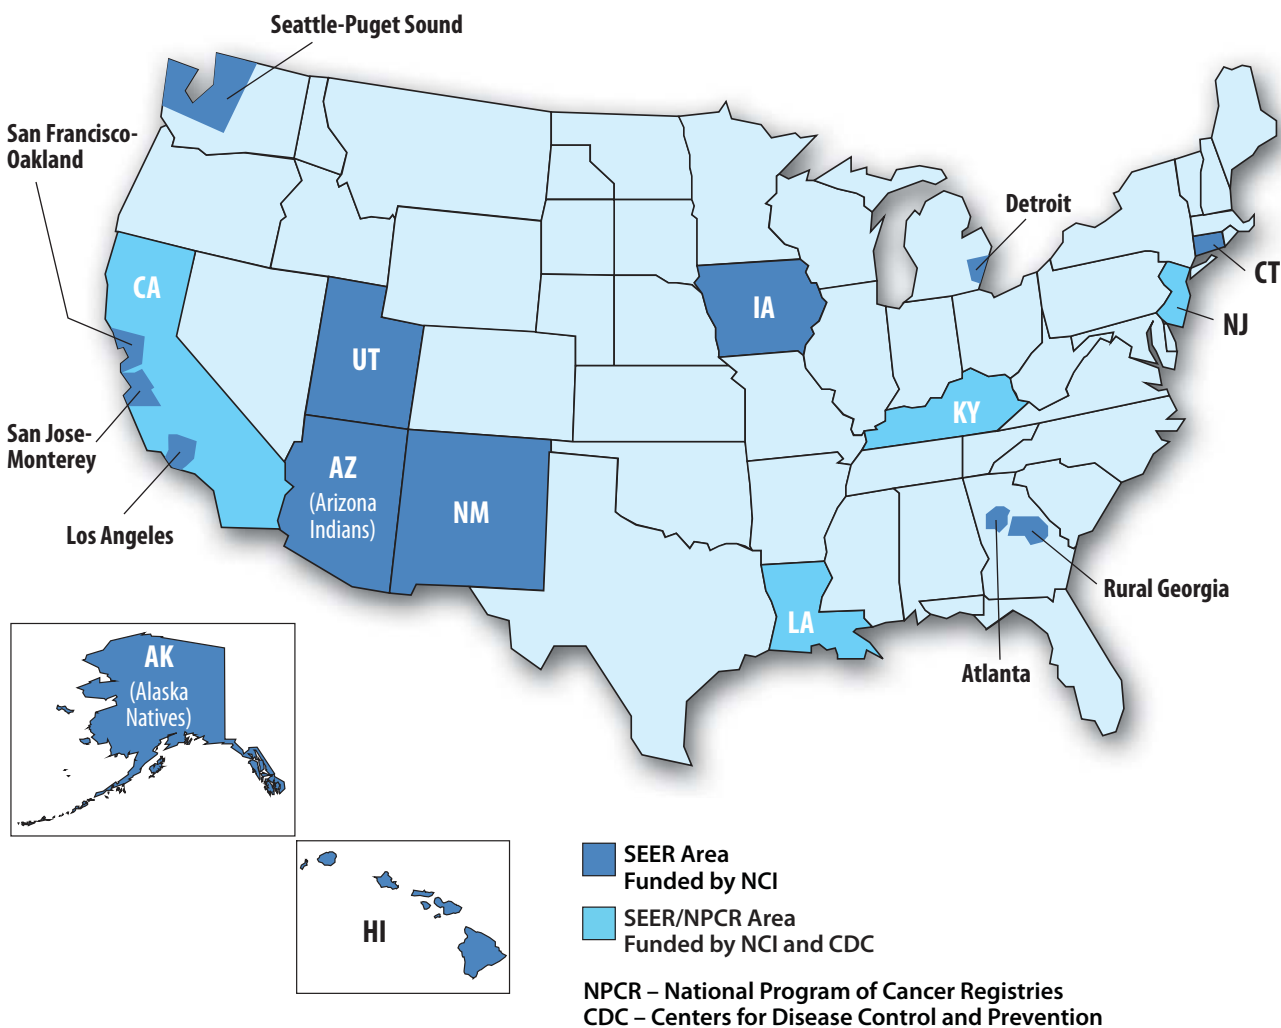 Seattle-Puget Sound
San Francisco-
Oakland
Detroit
CT
CA
IA
NJ
UT
KY
San Jose-
Monterey
AZ
(Arizona
Indians)
NM
Los Angeles
Rural Georgia
LA
Atlanta
AK
(Alaska
Natives)
HI
SEER Area
Funded by NCI
SEER/NPCR Area
Funded by NCI and CDC
NPCR – National Program of Cancer Registries
CDC – Centers for Disease Control and Prevention